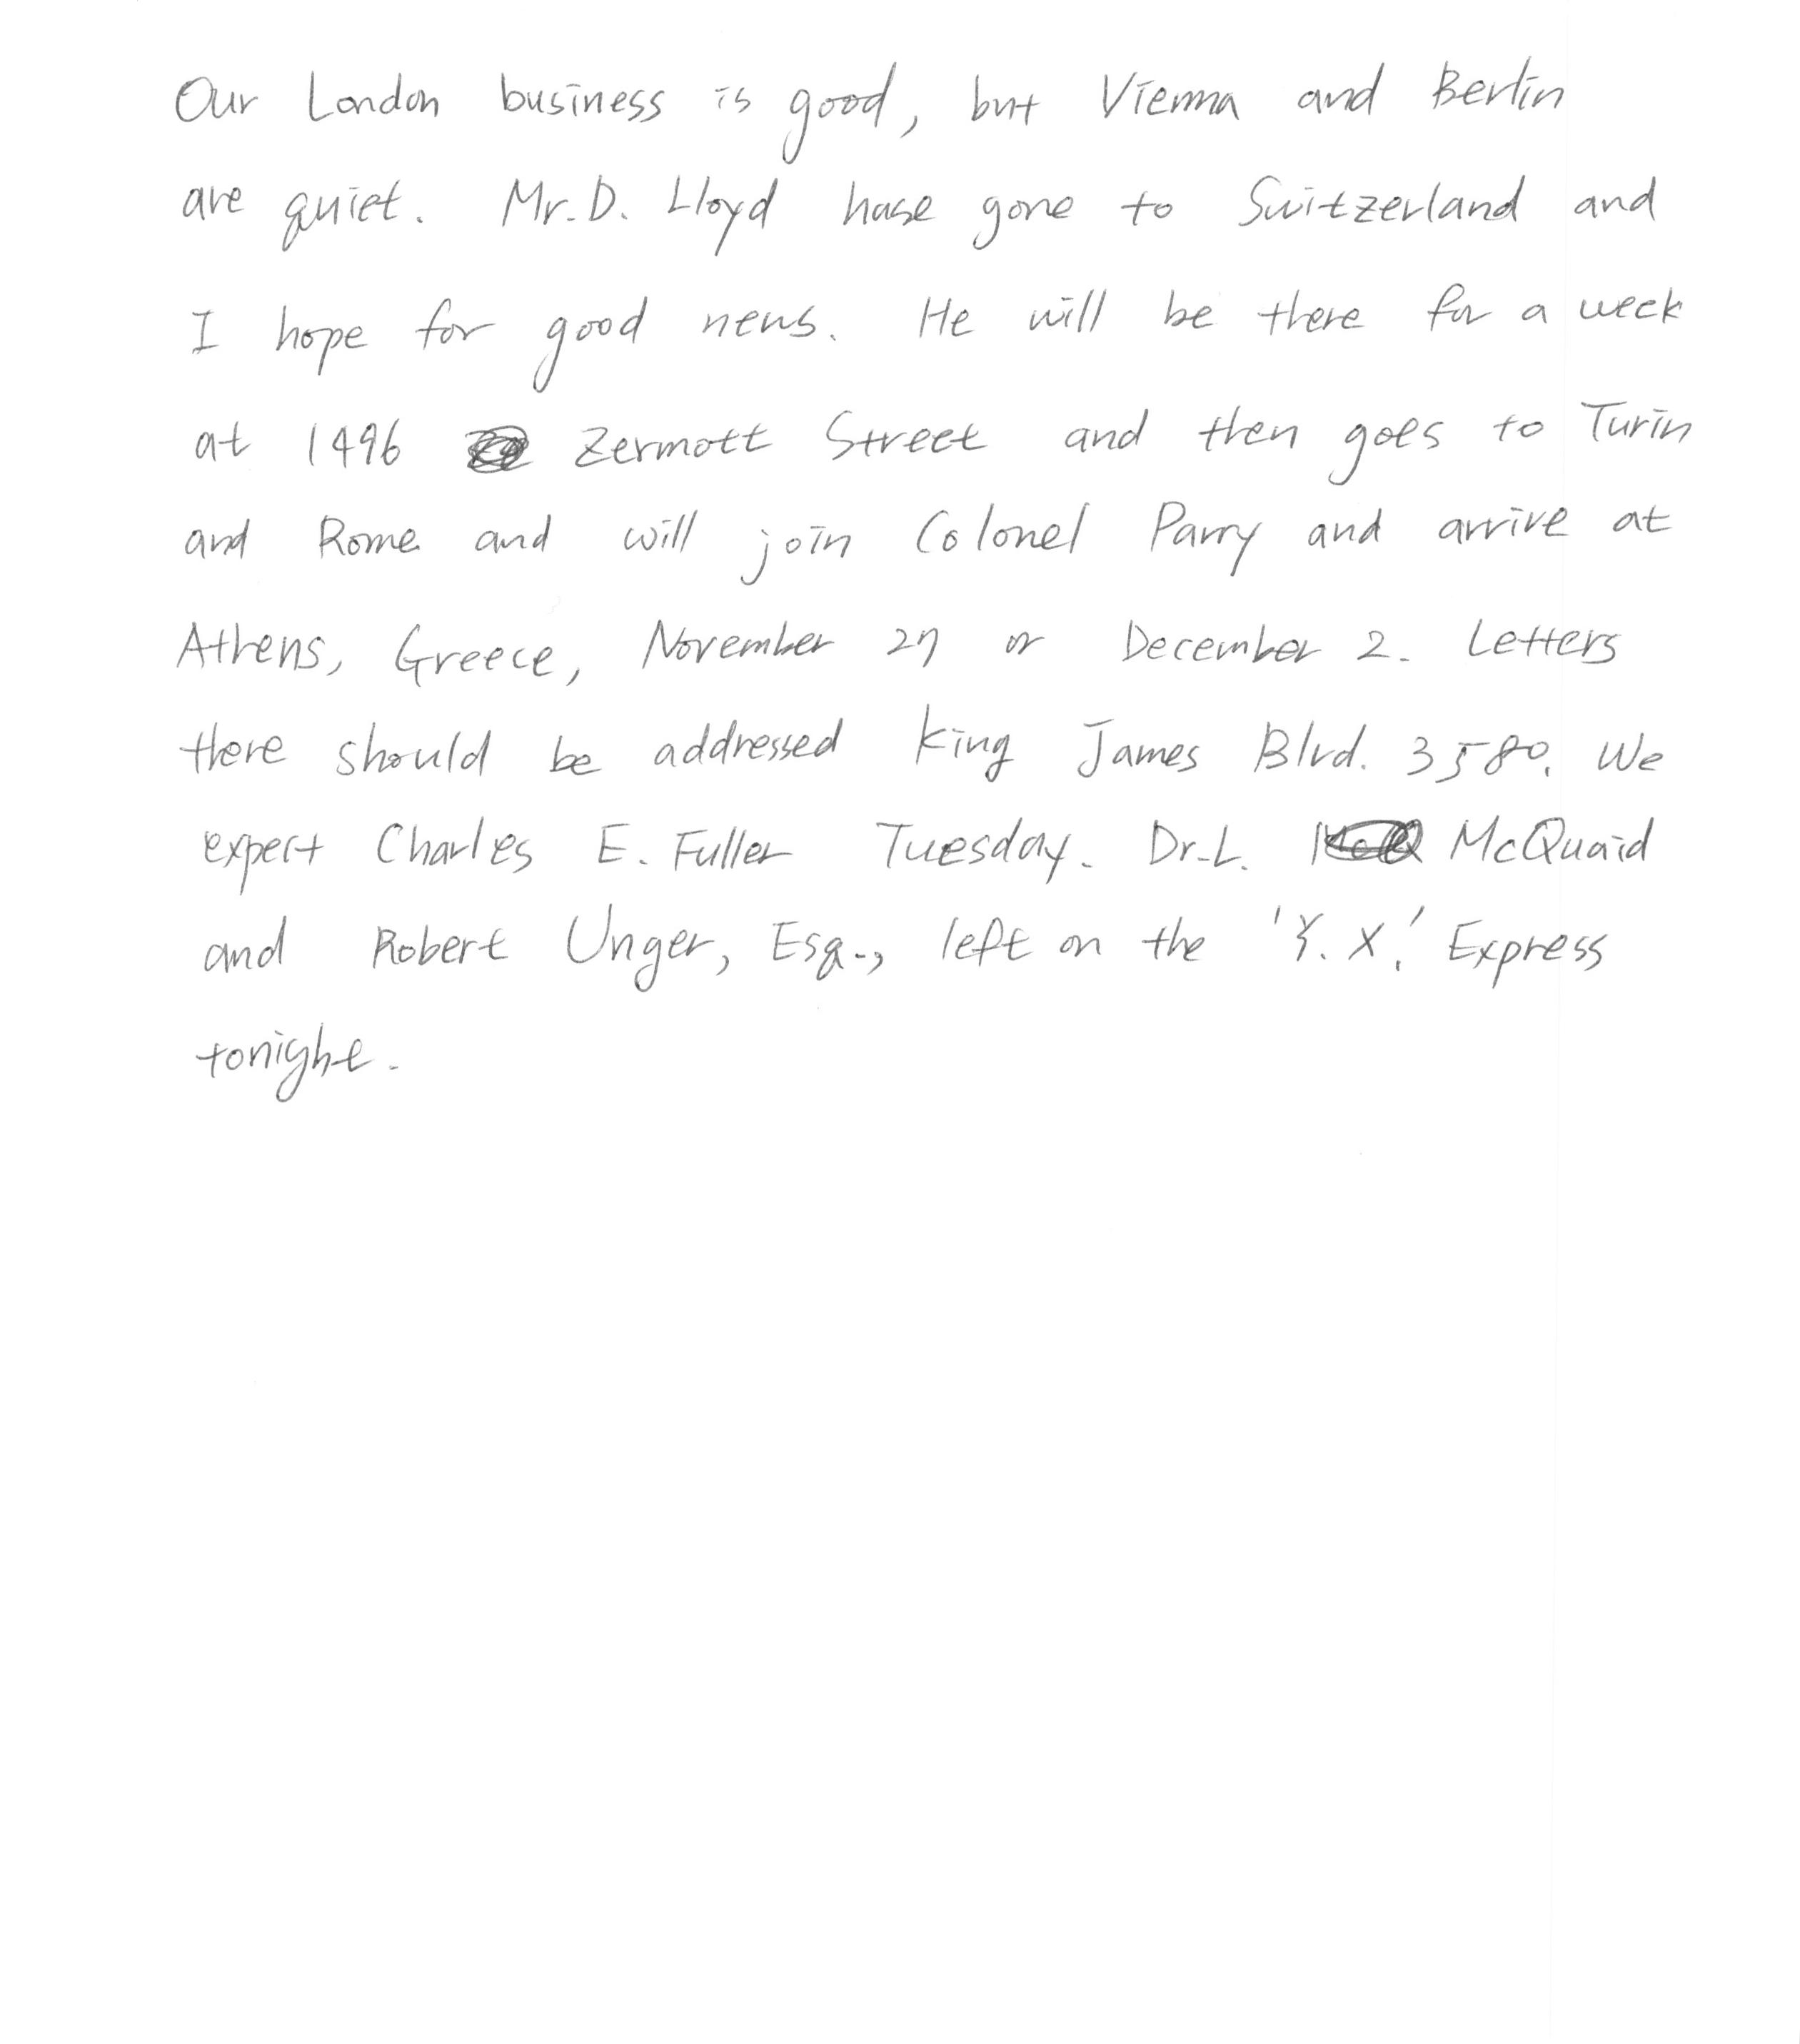 Our London business is good, but Vienna and Berlin
are quiet. Mr. D. Lloyd hase gone to Switzerland and
I hope for good news. He will be there for a week
at 1496 Zermott Street and then goes to Turin
and Rome and will join Colonel Parry and arrive at
Athens, Greece, November 27 or December 2. Letters
there should be addressed King James Blvd. 3580. We
expect Charles E. Fuller Tuesday. Dr. L. McQuaid
and Robert Unger, Esq., left on the 'Y. X.' Express
tonight.